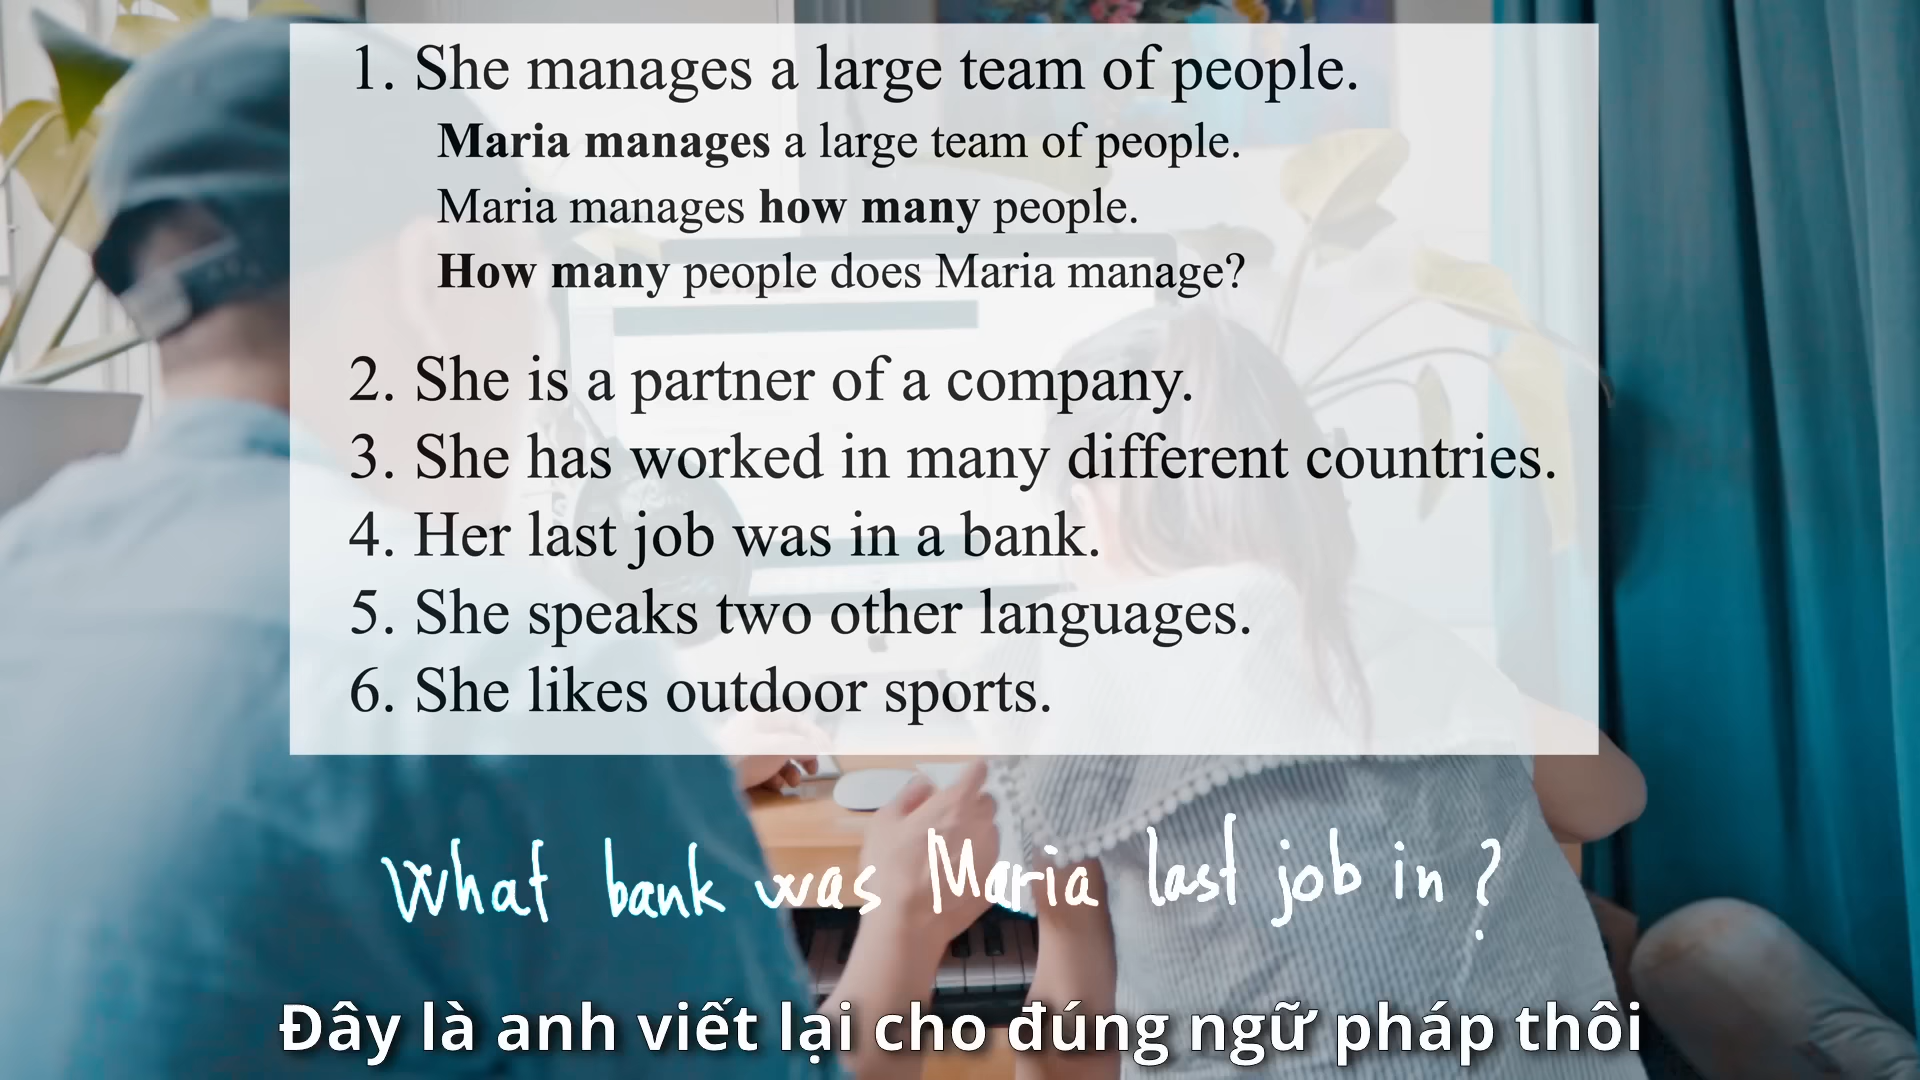 1. She manages a large team of people.
Maria manages a large team of people.
Maria manages how many people.
How many people does Maria manage?
2. She is a partner of a company.
3. She has worked in many different countries.
4. Her last job was in a bank.
5. She speaks two other languages.
6. She likes outdoor sports.
What bank was Maria last job in?
Đây là anh viết lại cho đúng ngữ pháp thôi